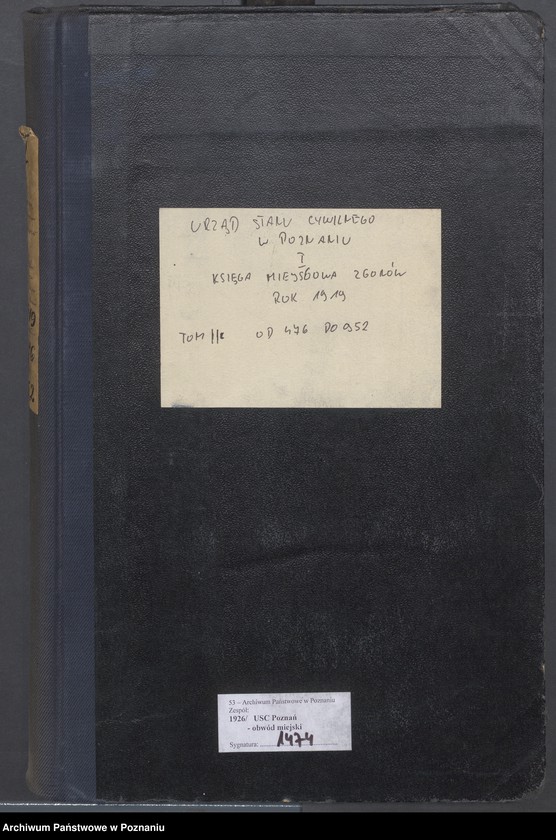 URZĄD STANU CYWILNEGO
W POZNANIU
I
KSIĘGA MIEJSCOWA ZGONÓW
ROK 1919
TOM II OD 476 DO 952
53 – Archiwum Państwowe w Poznaniu
Zespół:
1926/ USC Poznań
- obwód miejski
Sygnatura: 1474
Archiwum Państwowe w Poznaniu